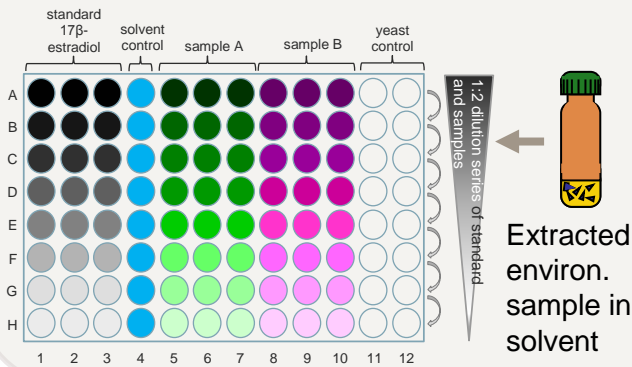 standard
17β-
estradiol
solvent
control
sample A
sample B
yeast
control
A
B
C
D
E
F
G
H
1 2 3 4 5 6 7 8 9 10 11 12
1:2 dilution series of standard
and samples
Extracted
environ.
sample in
solvent